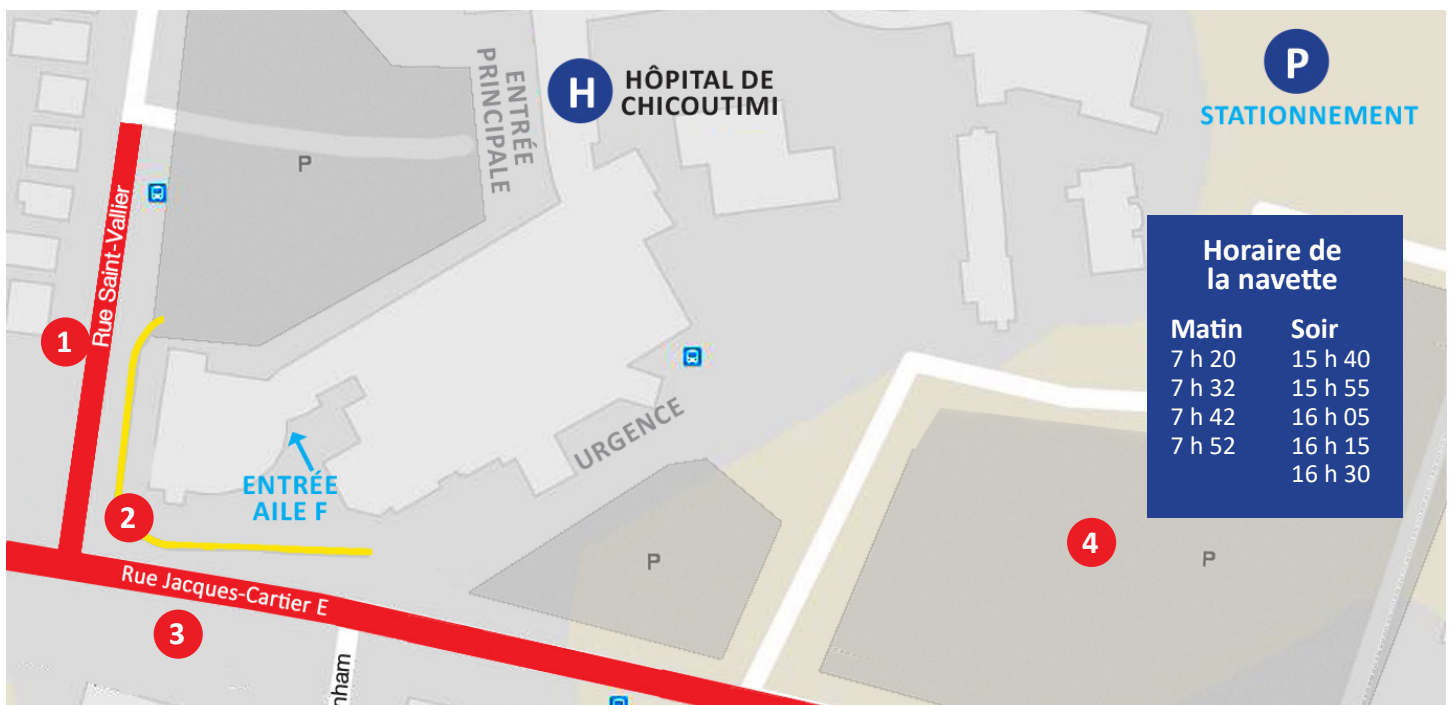 H
HÔPITAL DE
CHICOUTIMI
ENTRÉE
PRINCIPALE
P
STATIONNEMENT
P
Rue Saint-Vallier
1
Horaire de
la navette
Matin Soir
7 h 20 15 h 40
7 h 32 15 h 55
7 h 42 16 h 05
7 h 52 16 h 15
16 h 30
URGENCE
ENTRÉE
AILE F
2
4
P
P
Rue Jacques-Cartier E
3
nham